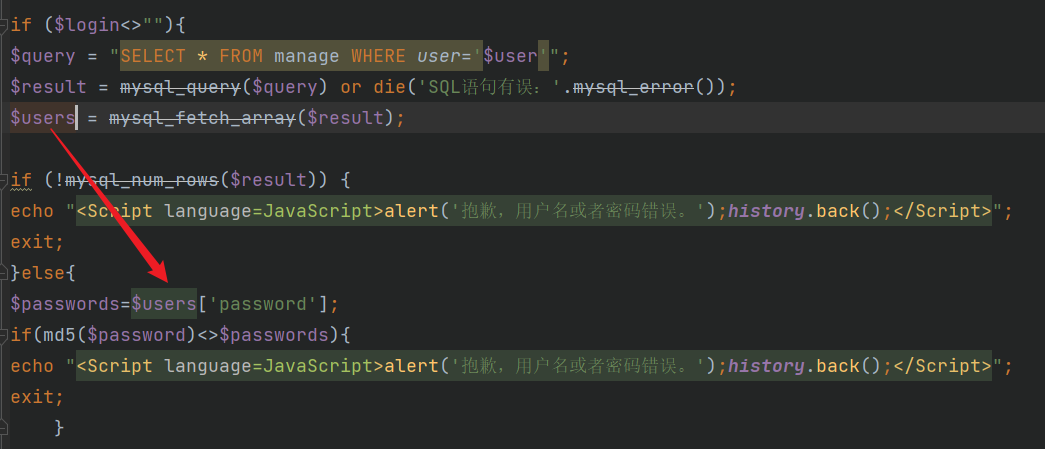 if ($login<>""){
$query = "SELECT * FROM manage WHERE user='$user'";
$result = mysql_query($query) or die('SQL语句有误：'.mysql_error());
$users = mysql_fetch_array($result);
if (!mysql_num_rows($result)) {
echo "<Script language=JavaScript>alert('抱歉，用户名或者密码错误。');history.back();</Script>";
exit;
}else{
$passwords=$users['password'];
if(md5($password)<>$passwords){
echo "<Script language=JavaScript>alert('抱歉，用户名或者密码错误。');history.back();</Script>";
exit;
}